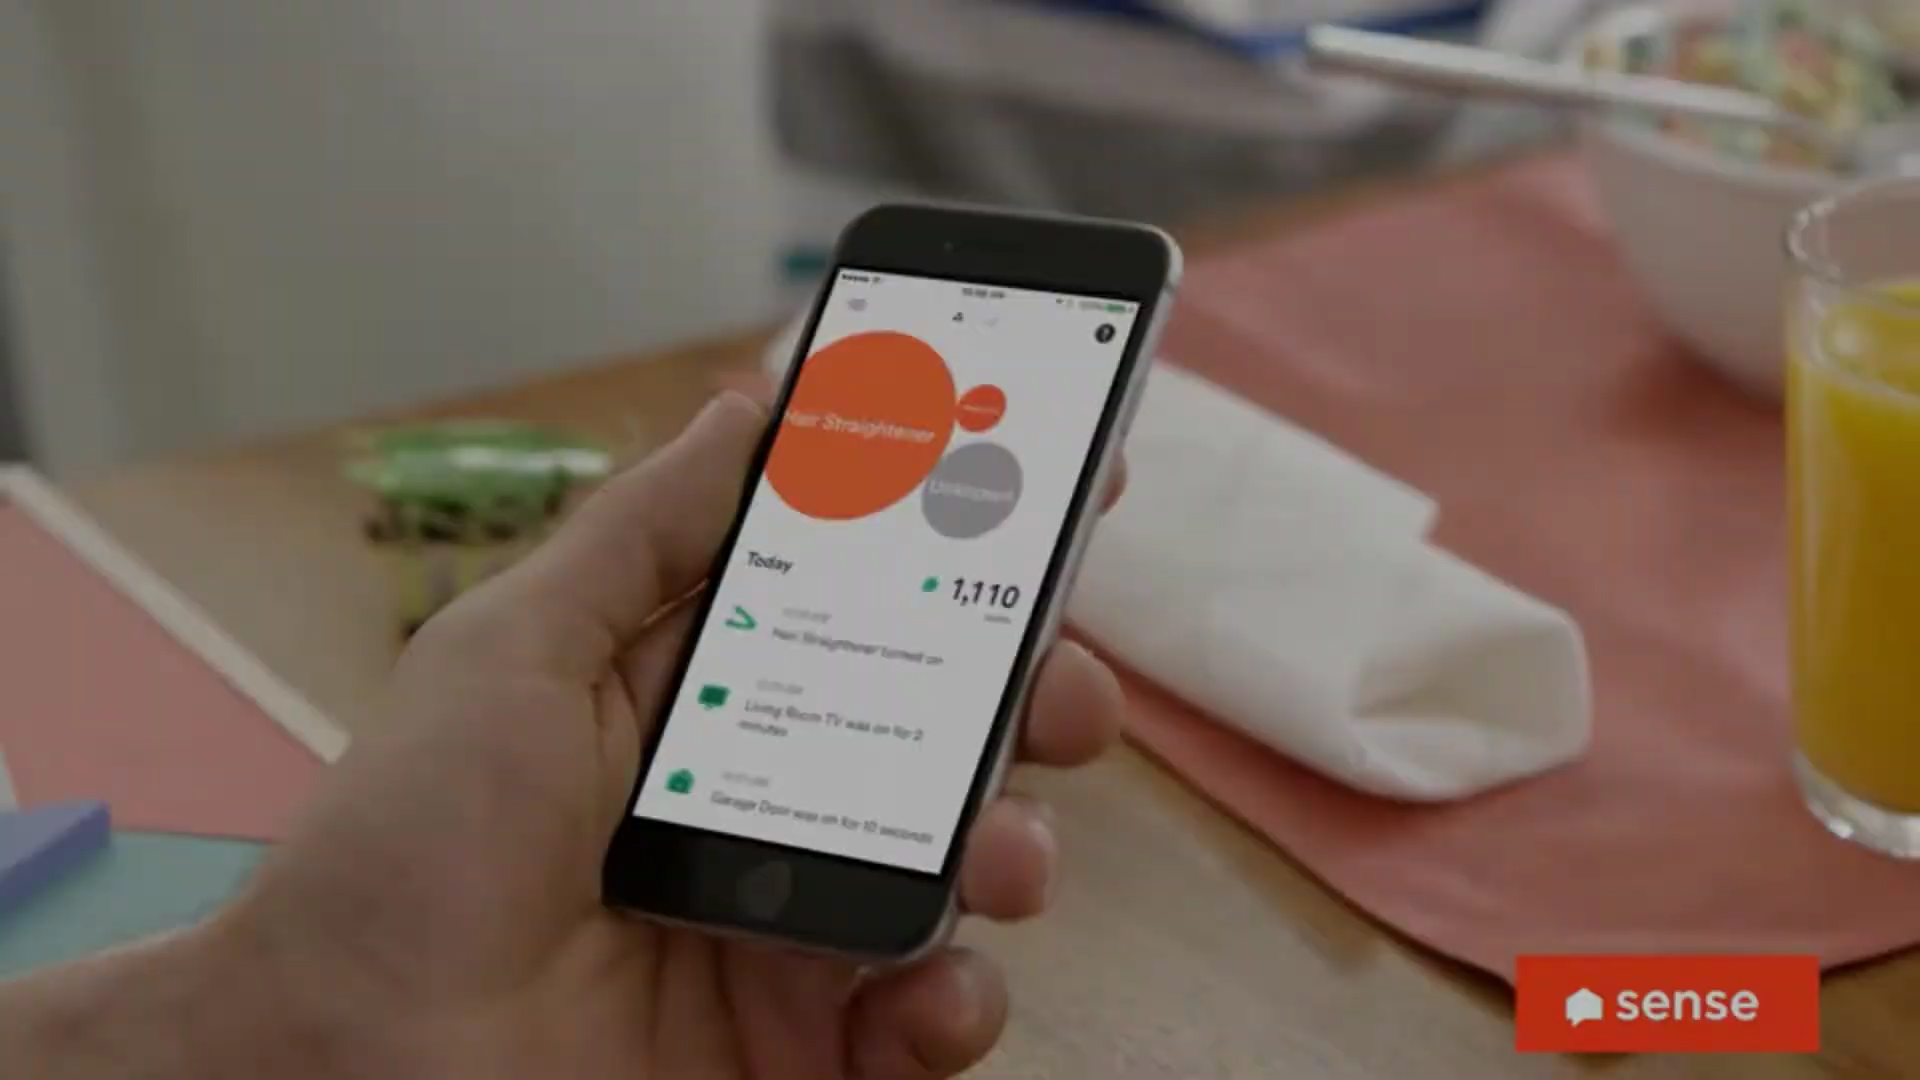 Hair Straightener
Unknown
Today
1,110
Hair Straightener turned on
Living Room TV was on for 2
minutes
Garage Door was on for 10 seconds
sense